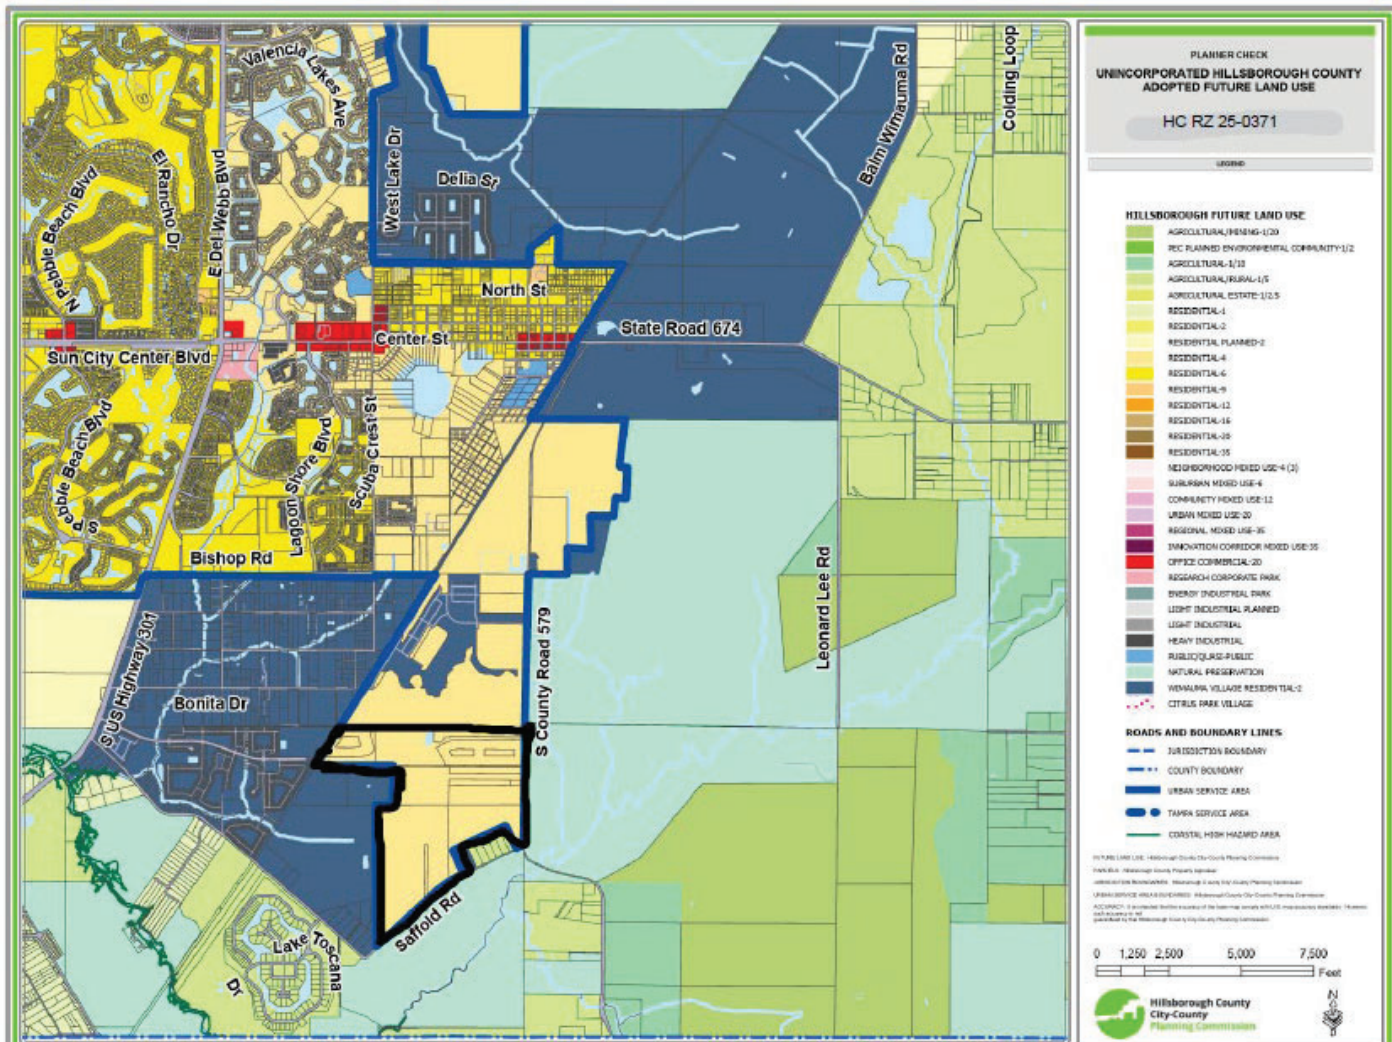 Valencia Lakes Ave
El Rancho Dr
E Del Webb Blvd
N Pebble Beach Blvd
West Lake Dr
Delia St
Balm Wimauma Rd
Colding Loop
North St
State Road 674
Center St
Sun City Center Blvd
S Pebble Beach Blvd
Lagoon Shore Blvd
Scuba Crest St
Bishop Rd
S US Highway 301
Bonita Dr
S County Road 579
Leonard Lee Rd
Saffold Rd
Lake Toscana
Dr
PLANNER CHECK
UNINCORPORATED HILLSBOROUGH COUNTY
ADOPTED FUTURE LAND USE
HC RZ 25-0371
LEGEND
HILLSBOROUGH FUTURE LAND USE
AGRICULTURAL/MINING-1/20
PEC PLANNED ENVIRONMENTAL COMMUNITY-1/2
AGRICULTURAL-1/10
AGRICULTURAL/RURAL-1/5
AGRICULTURAL ESTATE-1/2.5
RESIDENTIAL-1
RESIDENTIAL-2
RESIDENTIAL PLANNED-2
RESIDENTIAL-4
RESIDENTIAL-6
RESIDENTIAL-9
RESIDENTIAL-12
RESIDENTIAL-16
RESIDENTIAL-20
RESIDENTIAL-35
NEIGHBORHOOD MIXED USE-4 (3)
SUBURBAN MIXED USE-6
COMMUNITY MIXED USE-12
URBAN MIXED USE-20
REGIONAL MIXED USE-35
INNOVATION CORRIDOR MIXED USE-35
OFFICE COMMERCIAL-20
RESEARCH CORPORATE PARK
ENERGY INDUSTRIAL PARK
LIGHT INDUSTRIAL PLANNED
LIGHT INDUSTRIAL
HEAVY INDUSTRIAL
PUBLIC/QUASI-PUBLIC
NATURAL PRESERVATION
WIMAUMA VILLAGE RESIDENTIAL-2
CITRUS PARK VILLAGE
ROADS AND BOUNDARY LINES
JURISDICTION BOUNDARY
COUNTY BOUNDARY
URBAN SERVICE AREA
TAMPA SERVICE AREA
COASTAL HIGH HAZARD AREA
0 1,250 2,500 5,000 7,500
Feet
Hillsborough County
City-County
Planning Commission
N